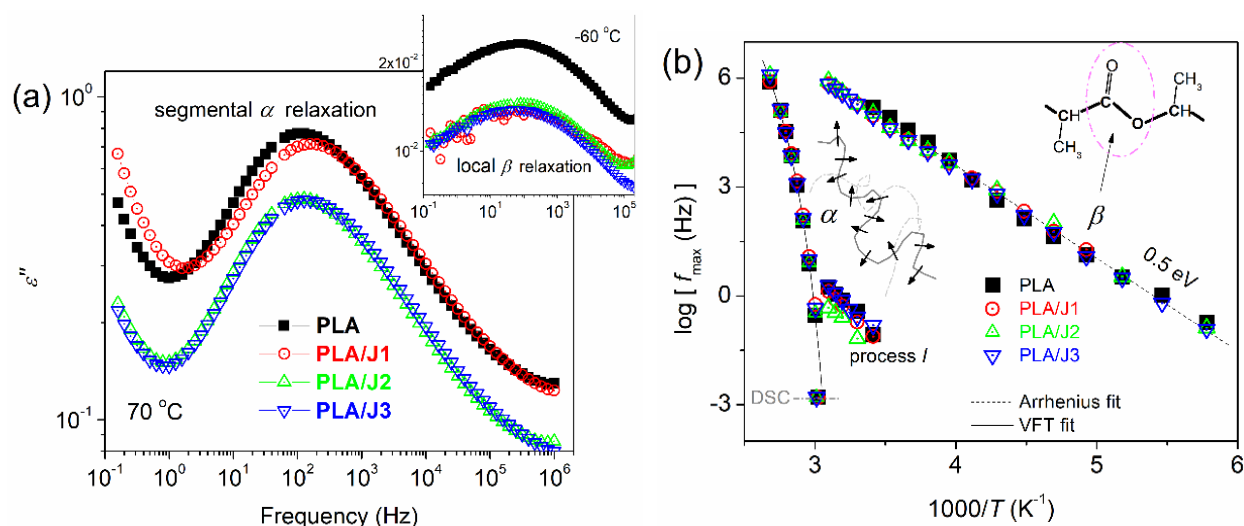 (a)
10⁰
10⁻¹
ε″
segmental α relaxation
PLA
PLA/J1
PLA/J2
PLA/J3
70 °C
10⁻¹ 10⁰ 10¹ 10² 10³ 10⁴ 10⁵ 10⁶
Frequency (Hz)
-60 °C
2x10⁻²
10⁻²
local β relaxation
10⁻¹ 10¹ 10³ 10⁵
(b)
6
3
0
-3
log [ f max (Hz) ]
O
C
CH
CH₃
O
CH
CH₃
α
β
0.5 eV
PLA
PLA/J1
PLA/J2
PLA/J3
process I
DSC
Arrhenius fit
VFT fit
3 4 5 6
1000/T (K⁻¹)